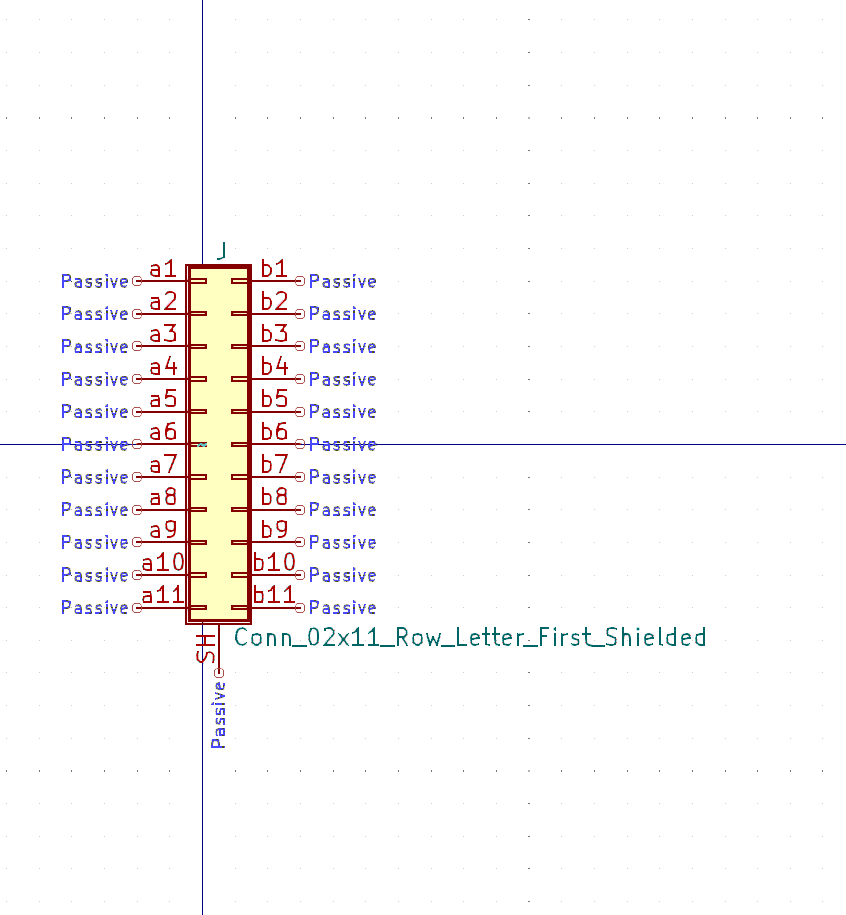 J
Passive a1 b1 Passive
Passive a2 b2 Passive
Passive a3 b3 Passive
Passive a4 b4 Passive
Passive a5 b5 Passive
Passive a6 b6 Passive
Passive a7 b7 Passive
Passive a8 b8 Passive
Passive a9 b9 Passive
Passive a10 b10 Passive
Passive a11 b11 Passive
SH Conn_02x11_Row_Letter_First_Shielded
Passive